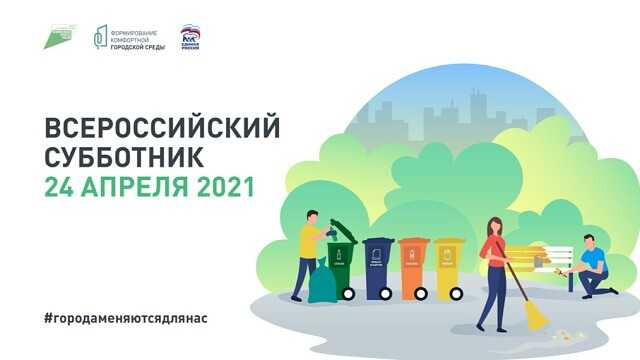 ФОРМИРОВАНИЕ
КОМФОРТНОЙ
ГОРОДСКОЙ СРЕДЫ
ЕДИНАЯ
РОССИЯ
ВСЕРОССИЙСКИЙ
СУББОТНИК
24 АПРЕЛЯ 2021
#городаменяютсядлянас